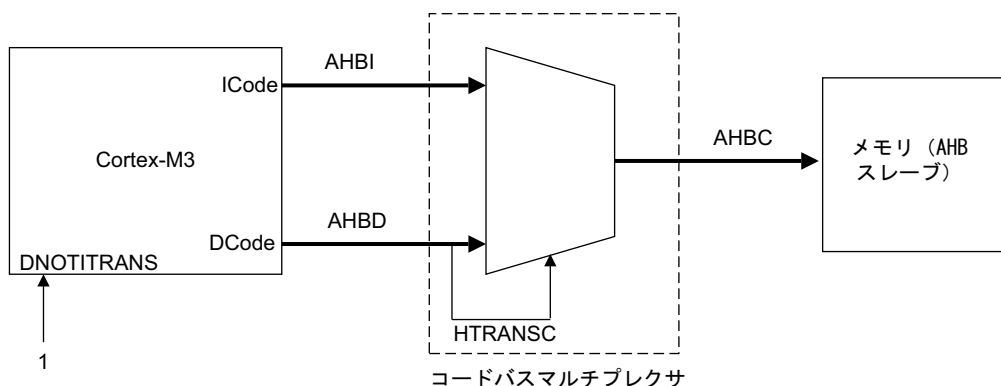 AHBI
ICode
AHBC
Cortex-M3
メモリ（AHB
スレーブ）
AHBD
DCode
DNOTITRANS
HTRANSC
1
コードバスマルチプレクサ